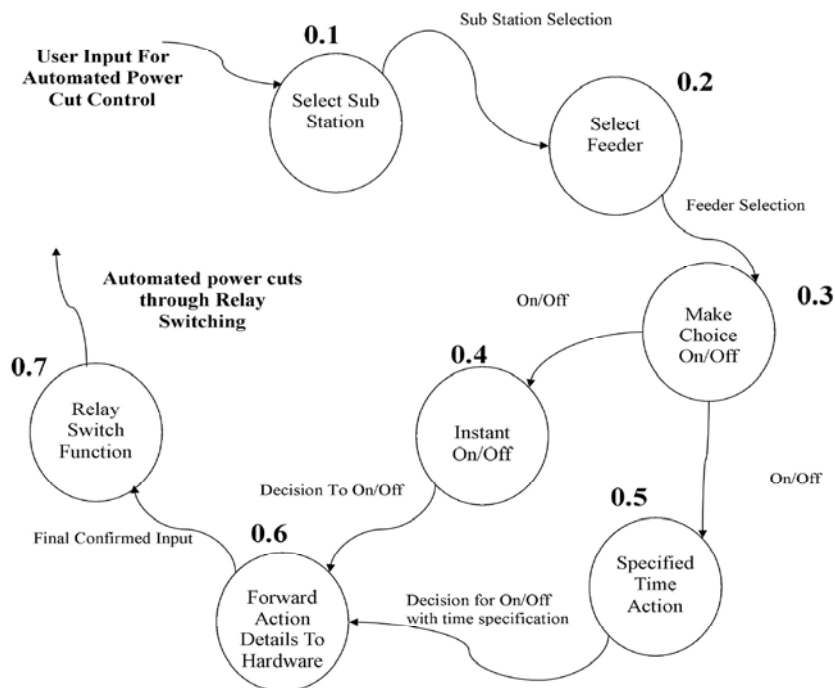 0.1
Sub Station Selection
User Input For
Automated Power
Cut Control
Select Sub
Station
0.2
Select
Feeder
Feeder Selection
Automated power cuts
through Relay
Switching
0.3
Make
Choice
On/Off
On/Off
0.4
Instant
On/Off
0.7
Relay
Switch
Function
On/Off
Decision To On/Off
0.5
Specified
Time
Action
Final Confirmed Input
0.6
Forward
Action
Details To
Hardware
Decision for On/Off
with time specification